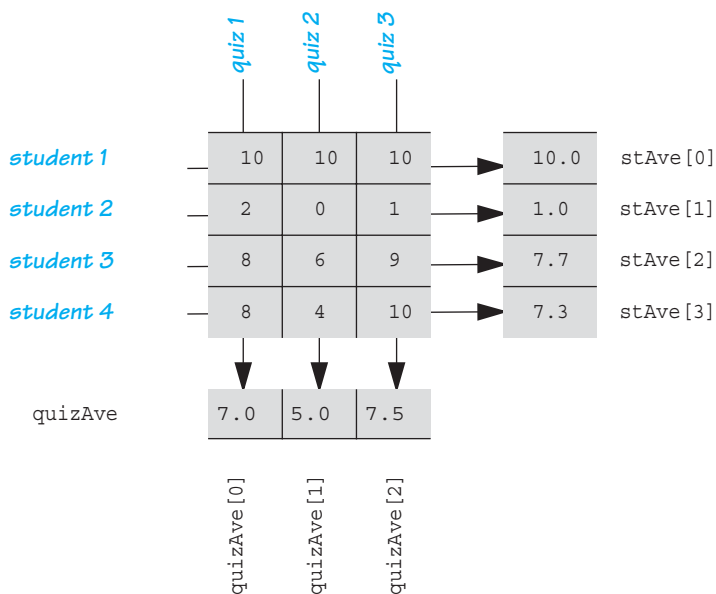 quiz 1 quiz 2 quiz 3
student 1 10 10 10 10.0 stAve[0]
student 2 2 0 1 1.0 stAve[1]
student 3 8 6 9 7.7 stAve[2]
student 4 8 4 10 7.3 stAve[3]
quizAve 7.0 5.0 7.5
quizAve[0] quizAve[1] quizAve[2]